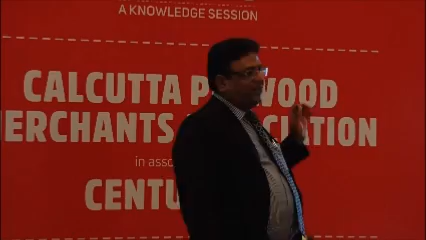 A KNOWLEDGE SESSION
CALCUTTA P WOOD
ERCHANTS CIATION
in asso
CENTU